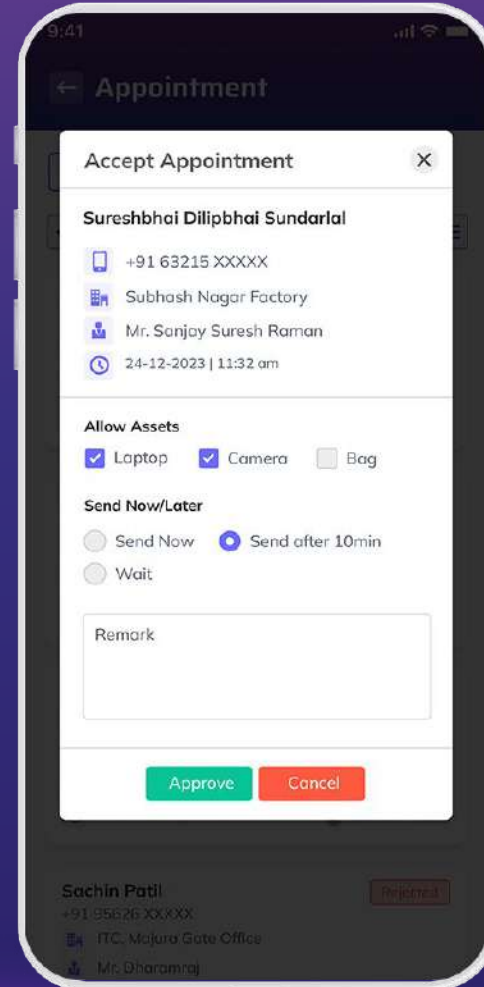 9:41
Appointment
Accept Appointment
Sureshbhai Dilipbhai Sundarlal
+91 63215 XXXXX
Subhash Nagar Factory
Mr. Sanjay Suresh Raman
24-12-2023 | 11:32 am
Allow Assets
Laptop Camera Bag
Send Now/Later
Send Now Send after 10min
Wait
Remark
Approve Cancel
Sachin Patil Rejected
+91 95626 XXXXX
ITC, Majura Gate Office
Mr. Dharamraj